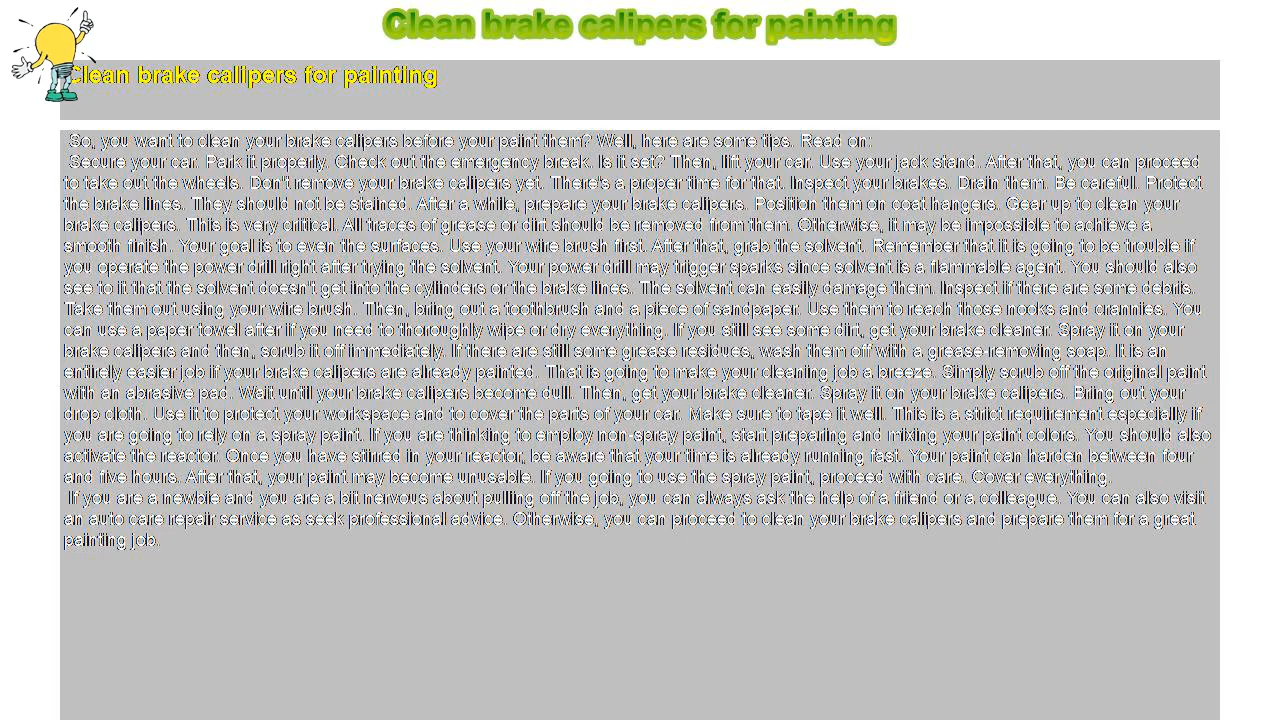 Clean brake calipers for painting
Clean brake calipers for painting
So, you want to clean your brake calipers before your paint them? Well, here are some tips. Read on:
Secure your car. Park it properly. Check out the emergency break. Is it set? Then, lift your car. Use your jack stand. After that, you can proceed
to take out the wheels. Don't remove your brake calipers yet. There's a proper time for that. Inspect your brakes. Drain them. Be careful. Protect
the brake lines. They should not be stained. After a while, prepare your brake calipers. Position them on coat hangers. Gear up to clean your
brake calipers. This is very critical. All traces of grease or dirt should be removed from them. Otherwise, it may be impossible to achieve a
smooth finish. Your goal is to even the surfaces. Use your wire brush first. After that, grab the solvent. Remember that it is going to be trouble if
you operate the power drill right after trying the solvent. Your power drill may trigger sparks since solvent is a flammable agent. You should also
see to it that the solvent doesn't get into the cylinders or the brake lines. The solvent can easily damage them. Inspect if there are some debris.
Take them out using your wire brush. Then, bring out a toothbrush and a piece of sandpaper. Use them to reach those nooks and crannies. You
can use a paper towel after if you need to thoroughly wipe or dry everything. If you still see some dirt, get your brake cleaner. Spray it on your
brake calipers and then, scrub it off immediately. If there are still some grease residues, wash them off with a grease-removing soap. It is an
entirely easier job if your brake calipers are already painted. That is going to make your cleaning job a breeze. Simply scrub off the original paint
with an abrasive pad. Wait until your brake calipers become dull. Then, get your brake cleaner. Spray it on your brake calipers. Bring out your
drop cloth. Use it to protect your workspace and to cover the parts of your car. Make sure to tape it well. This is a strict requirement especially if
you are going to rely on a spray paint. If you are thinking to employ non-spray paint, start preparing and mixing your paint colors. You should also
activate the reactor. Once you have stirred in your reactor, be aware that your time is already running fast. Your paint can harden between four
and five hours. After that, your paint may become unusable. If you going to use the spray paint, proceed with care. Cover everything.
If you are a newbie and you are a bit nervous about pulling off the job, you can always ask the help of a friend or a colleague. You can also visit
an auto care repair service as seek professional advice. Otherwise, you can proceed to clean your brake calipers and prepare them for a great
painting job.